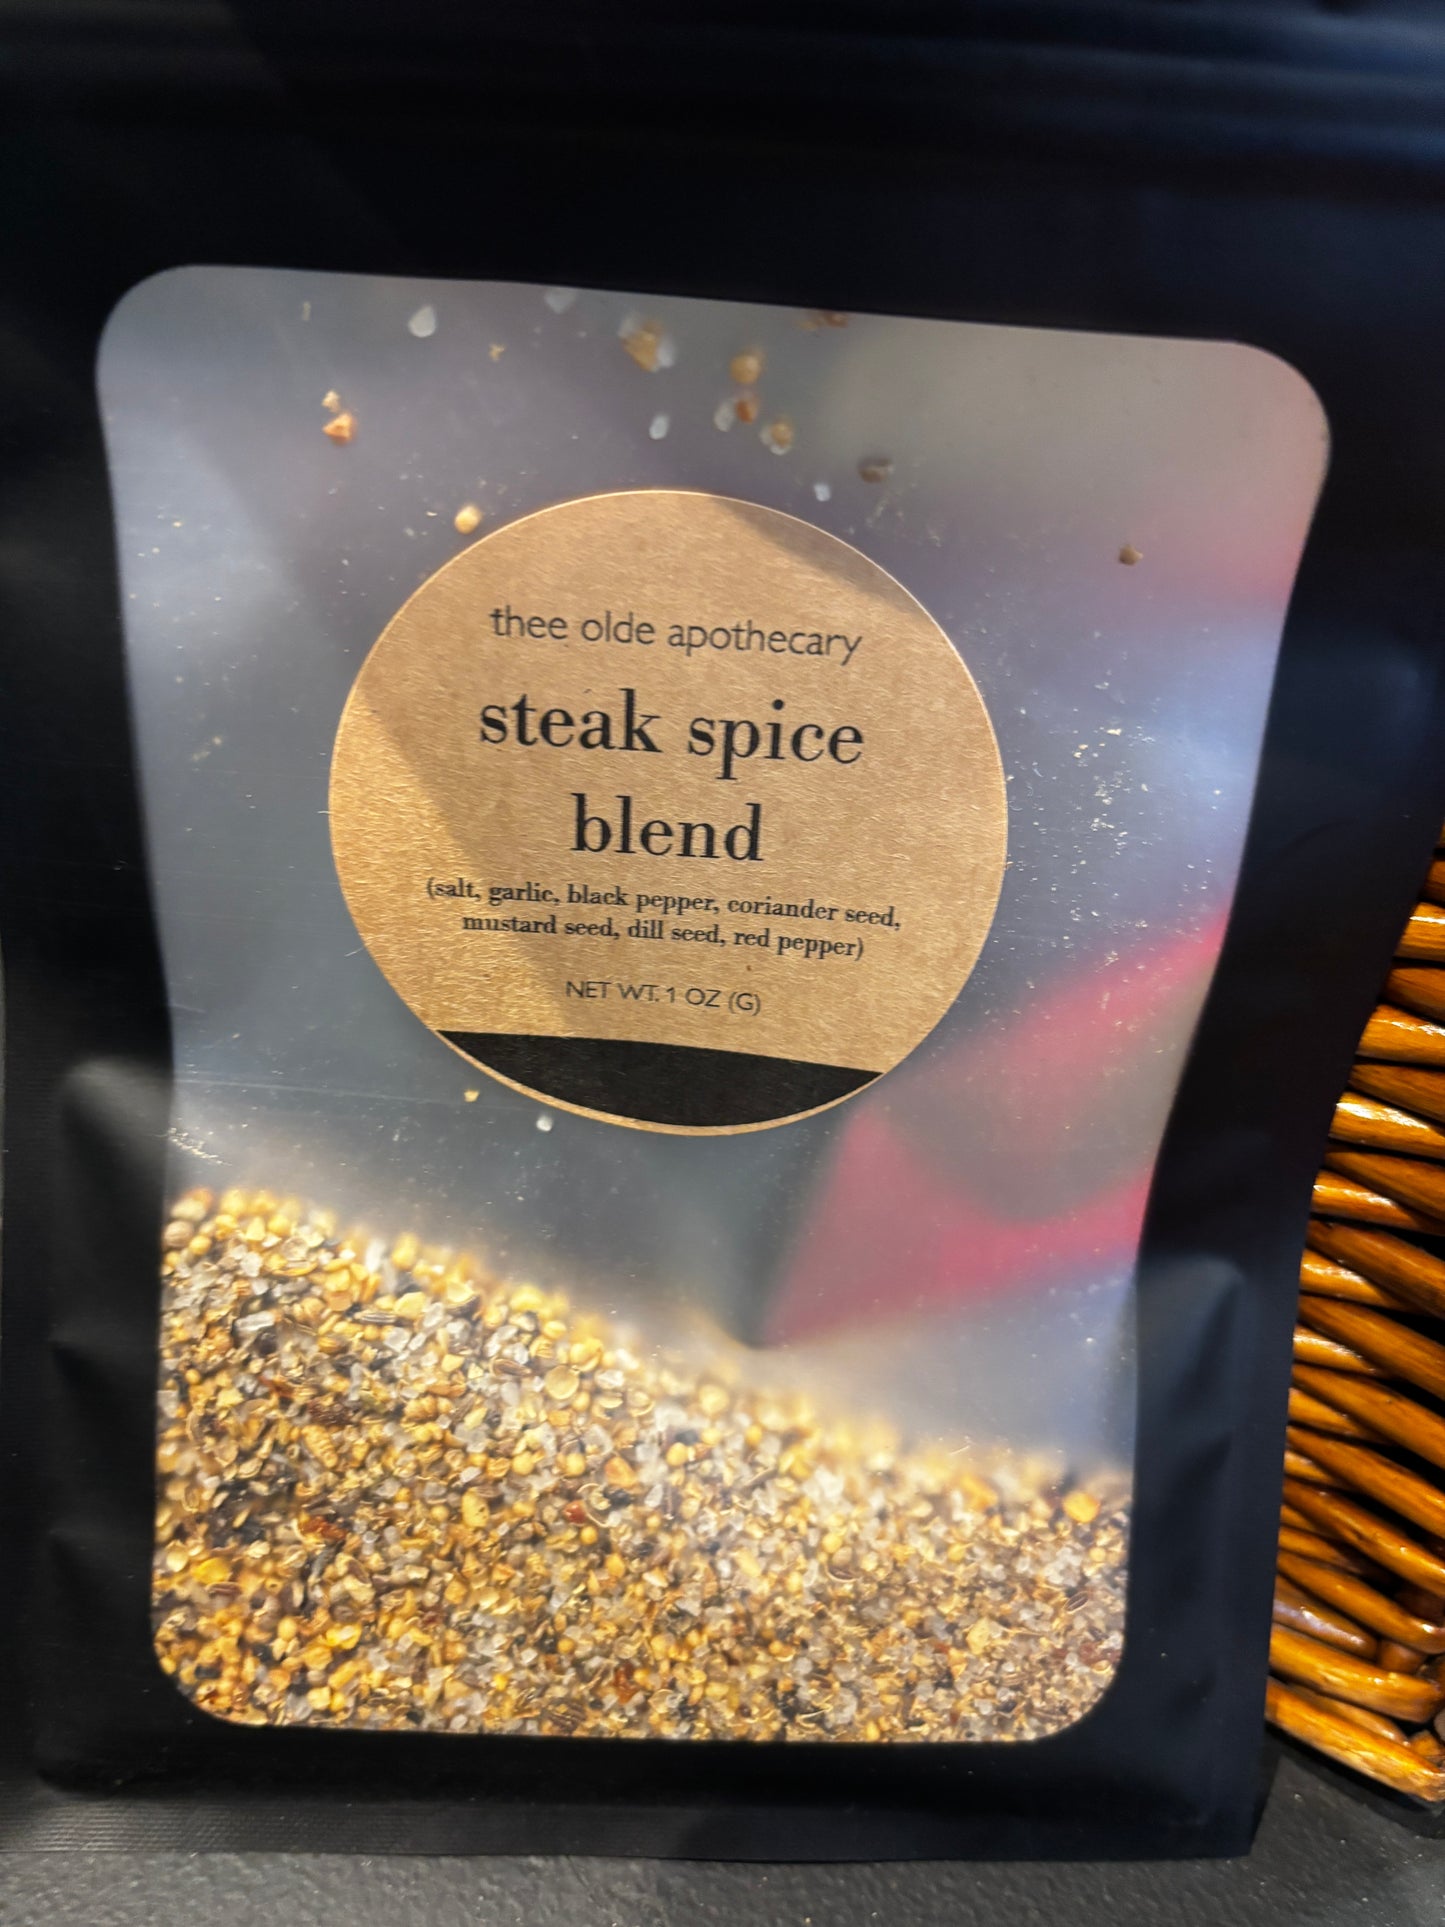 thee olde apothecary
steak spice
blend
(salt, garlic, black pepper, coriander seed,
mustard seed, dill seed, red pepper)
NET WT. 1 OZ (G)